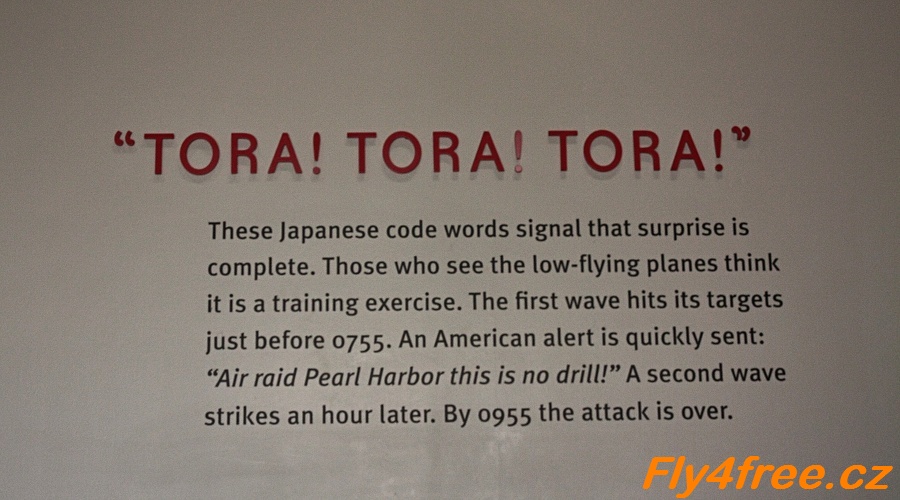 “TORA! TORA! TORA!”
These Japanese code words signal that surprise is
complete. Those who see the low-flying planes think
it is a training exercise. The first wave hits its targets
just before 0755. An American alert is quickly sent:
“Air raid Pearl Harbor this is no drill!” A second wave
strikes an hour later. By 0955 the attack is over.
Fly4free.cz